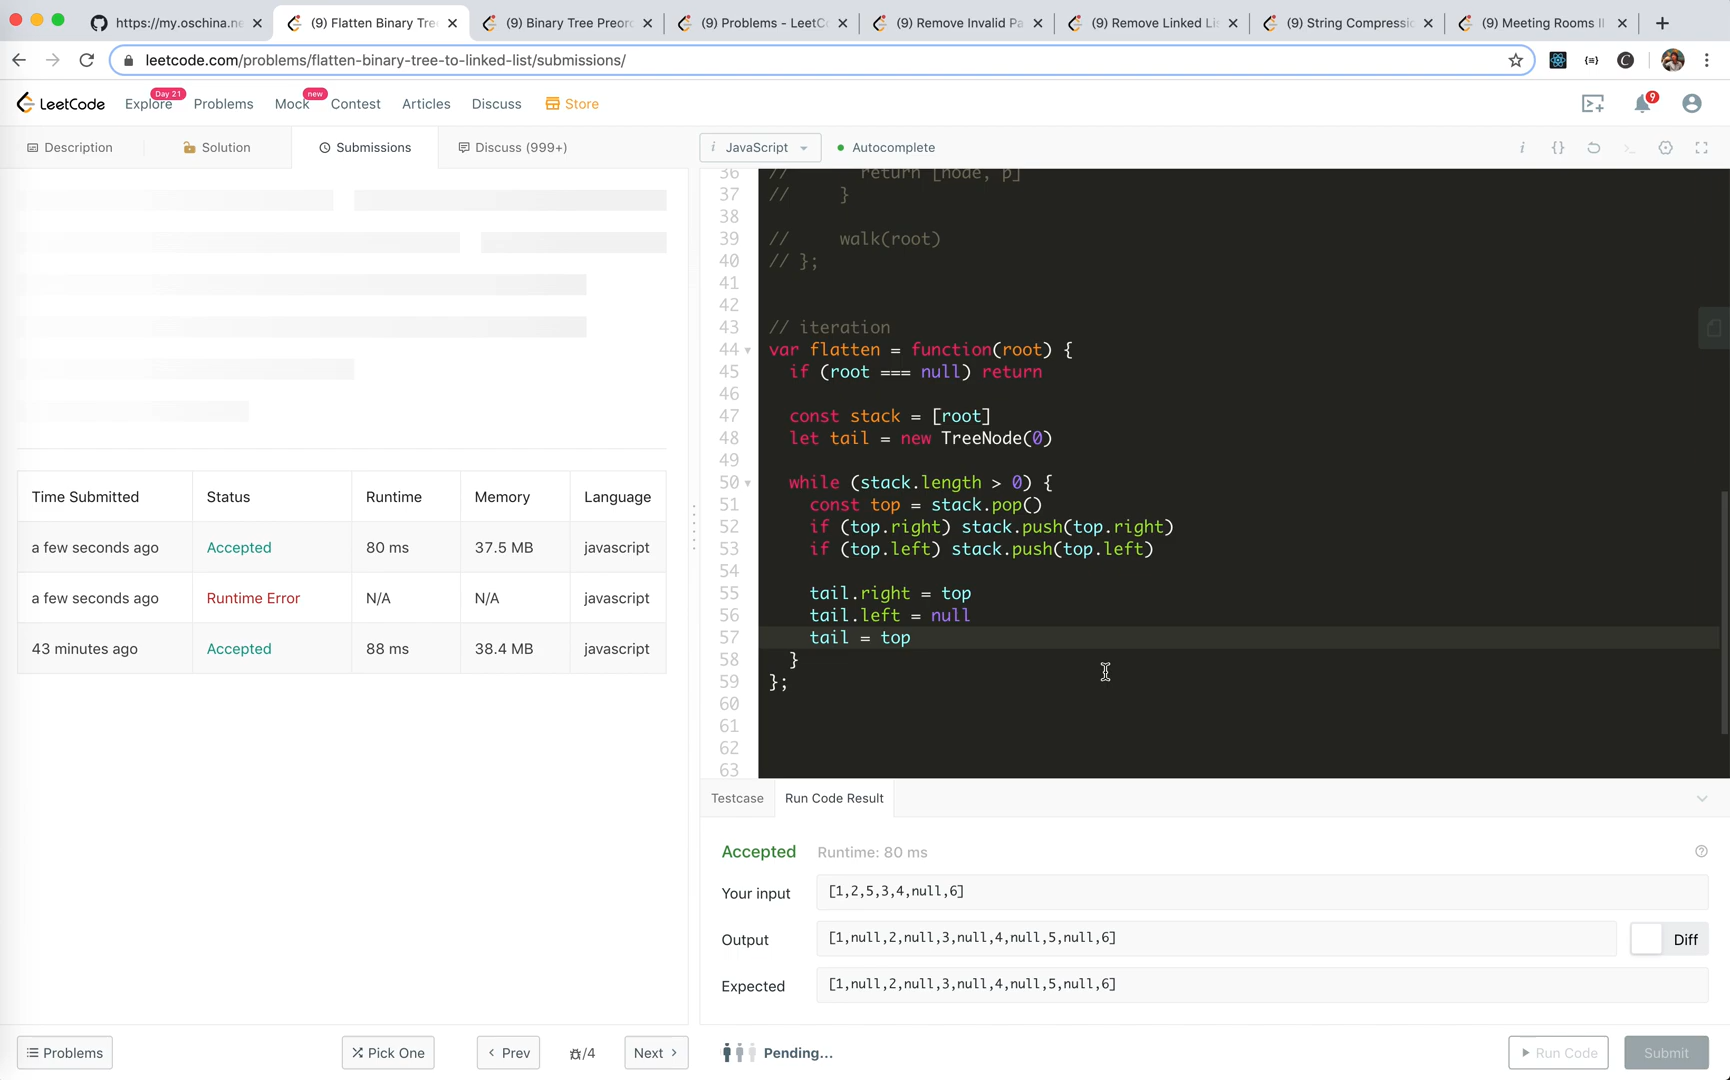 https://my.oschina.ne
(9) Flatten Binary Tre
(9) Binary Tree Preor
(9) Problems - LeetC
(9) Remove Invalid Pa
(9) Remove Linked Li
(9) String Compressi
(9) Meeting Rooms II
leetcode.com/problems/flatten-binary-tree-to-linked-list/submissions/
LeetCode Explore Day 21 Problems Mock new Contest Articles Discuss Store 9
Description Solution Submissions Discuss (999+) i JavaScript Autocomplete
36 // return [node, p]
37 // }
38
39 // walk(root)
40 // };
41
42
43 // iteration
44 var flatten = function(root) {
45 if (root === null) return
46
47 const stack = [root]
48 let tail = new TreeNode(0)
49
50 while (stack.length > 0) {
51 const top = stack.pop()
52 if (top.right) stack.push(top.right)
53 if (top.left) stack.push(top.left)
54
55 tail.right = top
56 tail.left = null
57 tail = top
58 }
59 };
60
61
62
63
Time Submitted Status Runtime Memory Language
a few seconds ago Accepted 80 ms 37.5 MB javascript
a few seconds ago Runtime Error N/A N/A javascript
43 minutes ago Accepted 88 ms 38.4 MB javascript
Testcase Run Code Result
Accepted Runtime: 80 ms
Your input [1,2,5,3,4,null,6]
Output [1,null,2,null,3,null,4,null,5,null,6] Diff
Expected [1,null,2,null,3,null,4,null,5,null,6]
Problems Pick One Prev /4 Next Pending... Run Code Submit